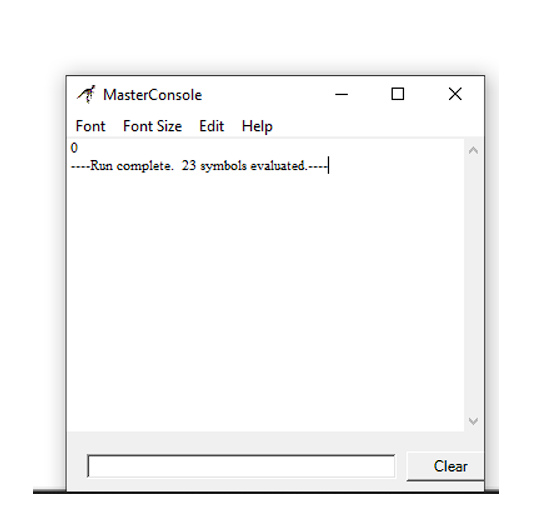 MasterConsole
Font Font Size Edit Help
0
----Run complete.  23 symbols evaluated.----
Clear